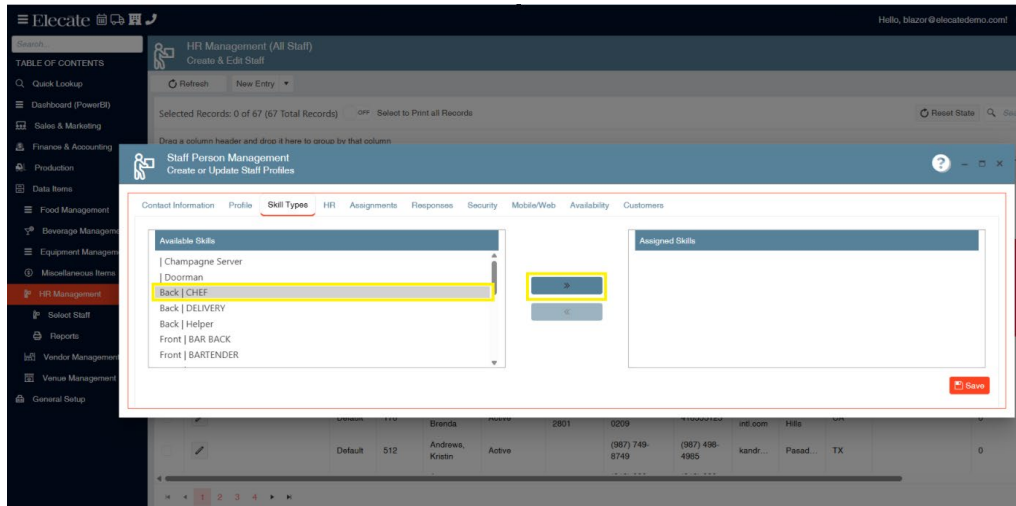 Elecate
Hello, blazor@elecatedemo.com!
Search...
TABLE OF CONTENTS
Quick Lookup
Dashboard (PowerBI)
Sales & Marketing
Finance & Accounting
Production
Data Items
Food Management
Beverage Managem
Equipment Managem
Miscellaneous Items
HR Management
Select Staff
Reports
Vendor Management
Venue Management
General Setup
HR Management (All Staff)
Create & Edit Staff
Refresh New Entry
Selected Records: 0 of 67 (67 Total Records) OFF Select to Print all Records Reset State
Drag a column header and drop it here to group by that column
Staff Person Management
Create or Update Staff Profiles
?
Contact Information Profile Skill Types HR Assignments Responses Security Mobile/Web Availability Customers
Available Skills
| Champagne Server
| Doorman
Back | CHEF
Back | DELIVERY
Back | Helper
Front | BAR BACK
Front | BARTENDER
»
«
Assigned Skills
Save
Brenda 2801 0209 intl.com Hills
Default 512 Andrews, Kristin Active (987) 749-8749 (987) 498-4985 kandr... Pasad... TX 0
1 2 3 4